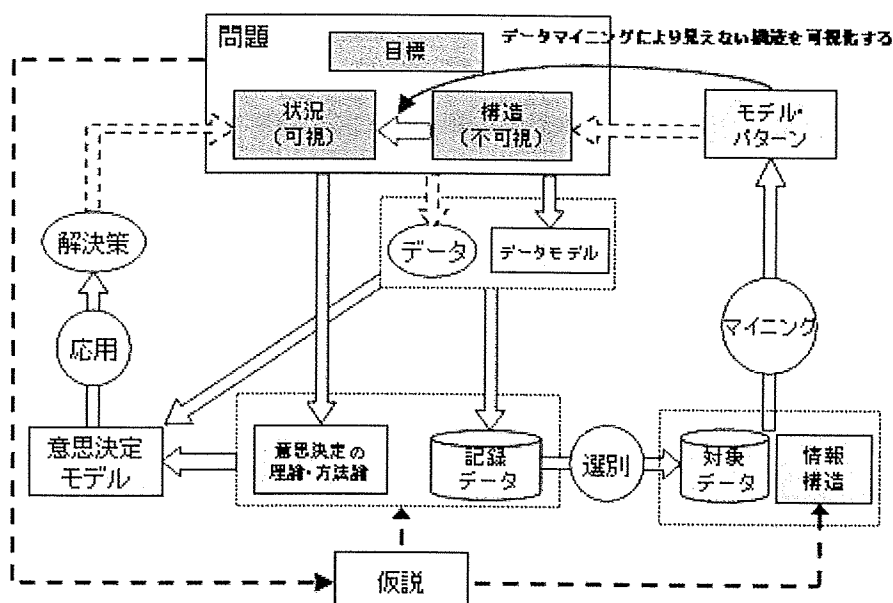 問題
目標
データマイニングにより見えない構造を可視化する
状況
(可視)
構造
(不可視)
モデル・
パターン
解決策
データ
データモデル
応用
マイニング
意思決定
モデル
意思決定の
理論・方法論
記録
データ
選別
対象
データ
情報
構造
仮説